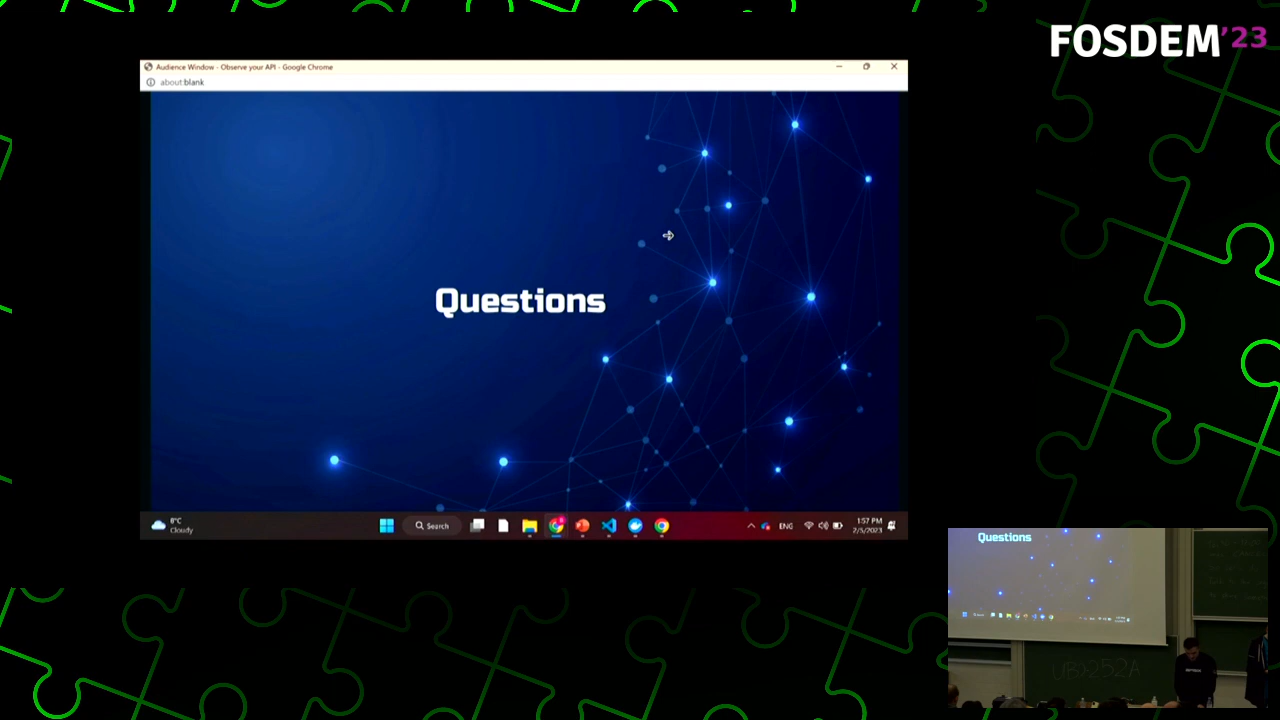 FOSDEM'23
Audience Window - Observe your API - Google Chrome
about:blank
Questions
8°C
Cloudy
Search
ENG
1:57 PM
2/5/2023
Questions
UB2252A